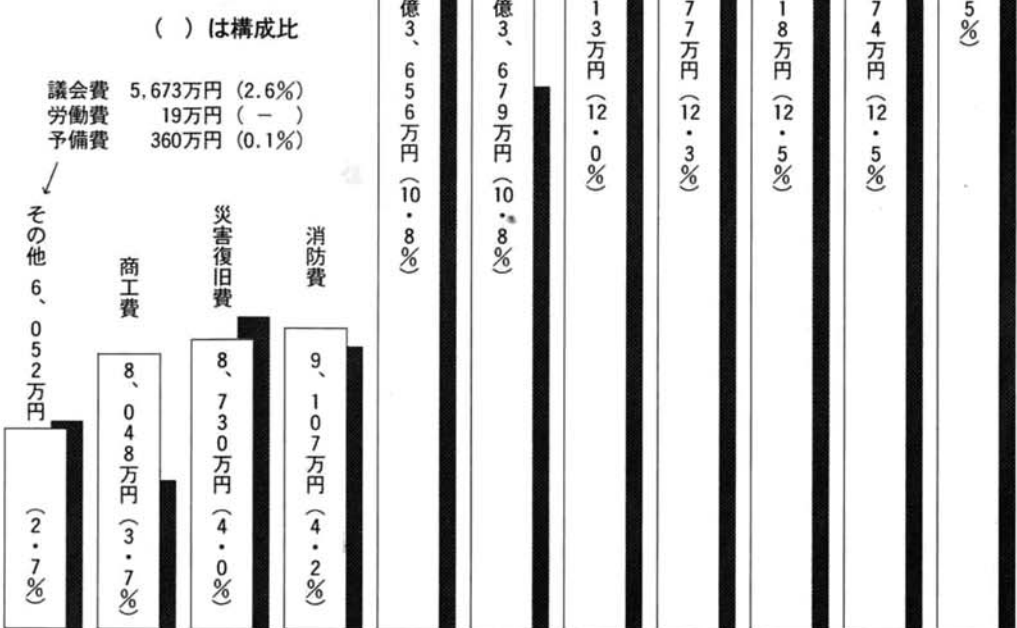 （ ）は構成比
議会費 5,673万円（2.6%）
労働費 19万円（ － ）
予備費 360万円（0.1%）
5%）
74万円（12・5%）
18万円（12・5%）
77万円（12・3%）
13万円（12・0%）
億3、679万円（10・8%）
億3、656万円（10・8%）
消防費
9、107万円（4・2%）
災害復旧費
8、730万円（4・0%）
商工費
8、048万円（3・7%）
その他 6、052万円
（2・7%）